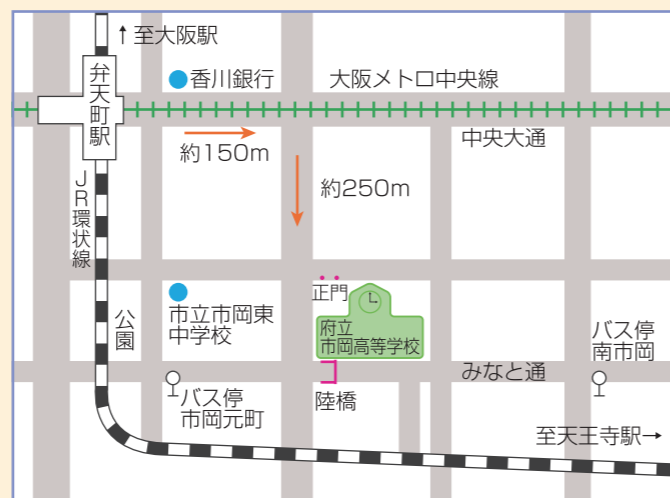 ↑至大阪駅
香川銀行
大阪メトロ中央線
弁天町駅
中央大通
約150m
約250m
JR環状線
正門
市立市岡東
中学校
府立
市岡高等学校
公園
バス停
南市岡
みなと通
バス停
市岡元町
陸橋
至天王寺駅→